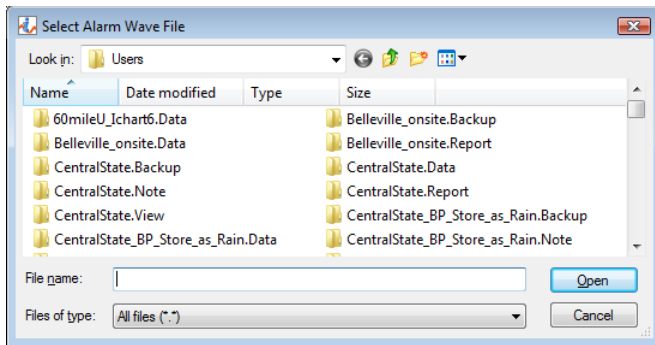 Select Alarm Wave File
Look in: Users
Name Date modified Type Size
60mileU_Ichart6.Data Belleville_onsite.Backup
Belleville_onsite.Data Belleville_onsite.Report
CentralState.Backup CentralState.Data
CentralState.Note CentralState.Report
CentralState.View CentralState_BP_Store_as_Rain.Backup
CentralState_BP_Store_as_Rain.Data CentralState_BP_Store_as_Rain.Note
File name: Open
Files of type: All files (*.*) Cancel